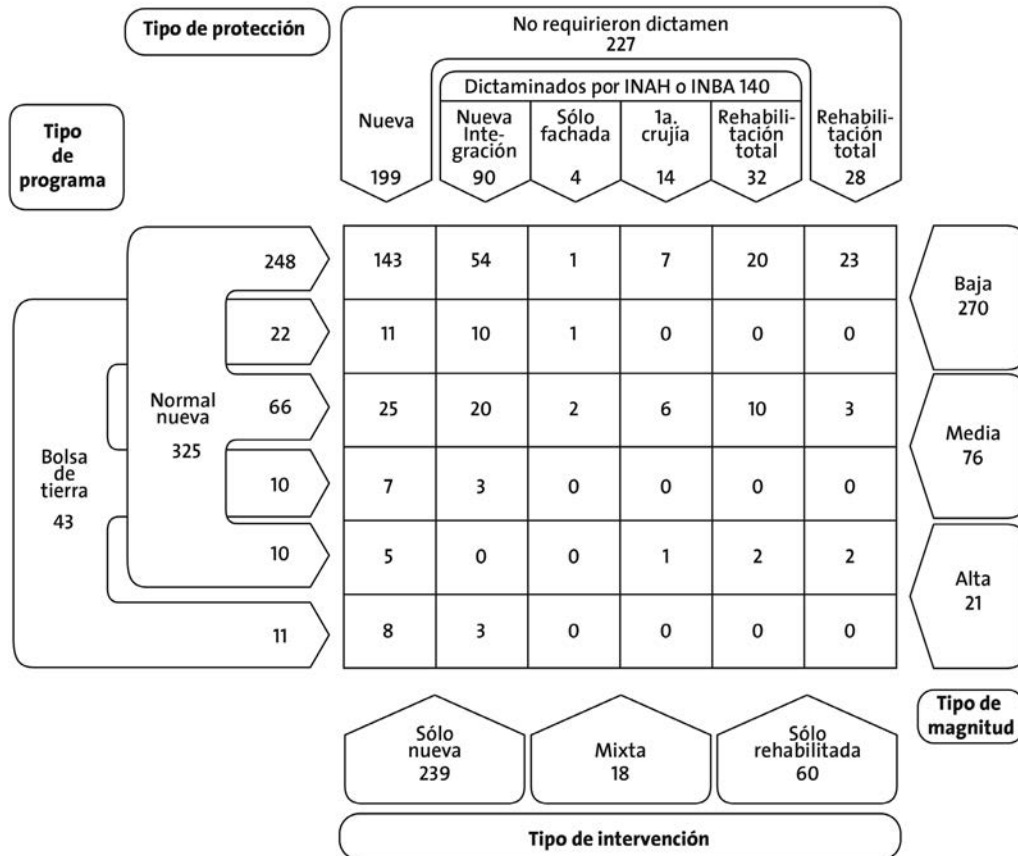 Tipo de protección
No requirieron dictamen
227
Dictaminados por INAH o INBA 140
Tipo
de
programa
Nueva
199
Nueva
Inte-
gración
90
Sólo
fachada
4
1a.
crujía
14
Rehabili-
tación
total
32
Rehabili-
tación
total
28
Bolsa
de
tierra
43
Normal
nueva
325
248 143 54 1 7 20 23
22 11 10 1 0 0 0
66 25 20 2 6 10 3
10 7 3 0 0 0 0
10 5 0 0 1 2 2
11 8 3 0 0 0 0
Baja
270
Media
76
Alta
21
Tipo de
magnitud
Sólo
nueva
239
Mixta
18
Sólo
rehabilitada
60
Tipo de intervención